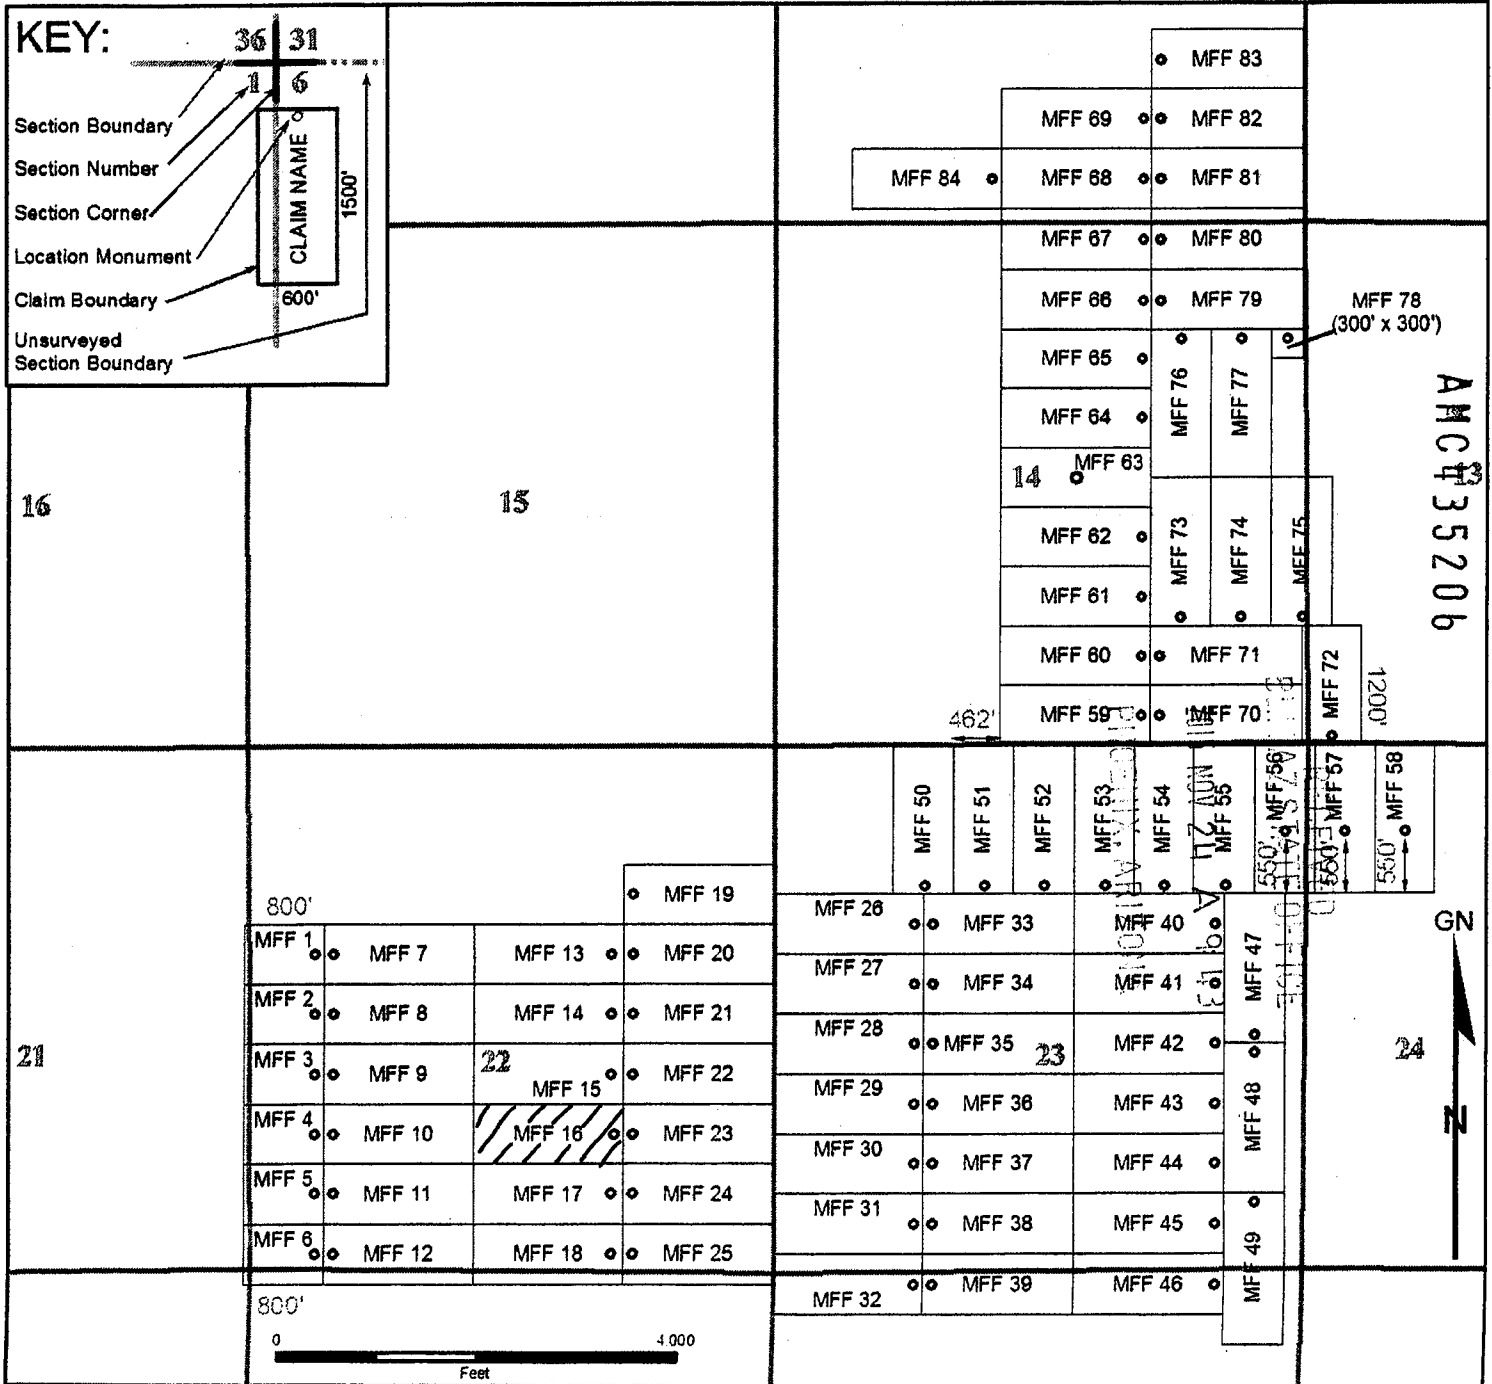 KEY:
36 31
1 6
Section Boundary
Section Number
Section Corner
Location Monument
Claim Boundary
Unsurveyed
Section Boundary
CLAIM NAME
1500'
600'
MFF 83
MFF 69 MFF 82
MFF 84 MFF 68 MFF 81
MFF 67 MFF 80
MFF 66 MFF 79
MFF 78
(300' x 300')
MFF 65
MFF 76
MFF 77
MFF 64
MFF 63
14
13
16
15
AMC435206
MFF 62
MFF 73
MFF 74
MFF 75
MFF 61
MFF 60 MFF 71
MFF 72
1200'
462'
MFF 59 MFF 70
MFF 50
MFF 51
MFF 52
MFF 53
MFF 54
MFF 55
MFF 56
MFF 57
MFF 58
550'
550'
550'
NOV 24 A 9:43
AZ STATE OFFICE
800'
MFF 19
MFF 26 MFF 33 MFF 40
MFF 1 MFF 7 MFF 13 MFF 20
MFF 27 MFF 34 MFF 41
MFF 47
GN
MFF 2 MFF 8 MFF 14 MFF 21
MFF 28 MFF 35 23 MFF 42
21
22
24
MFF 3 MFF 9 MFF 15 MFF 22
MFF 29 MFF 36 MFF 43
MFF 48
N
MFF 4 MFF 10 MFF 16 MFF 23
MFF 30 MFF 37 MFF 44
MFF 5 MFF 11 MFF 17 MFF 24
MFF 31 MFF 38 MFF 45
MFF 49
MFF 6 MFF 12 MFF 18 MFF 25
MFF 32 MFF 39 MFF 46
800'
0 4,000
Feet